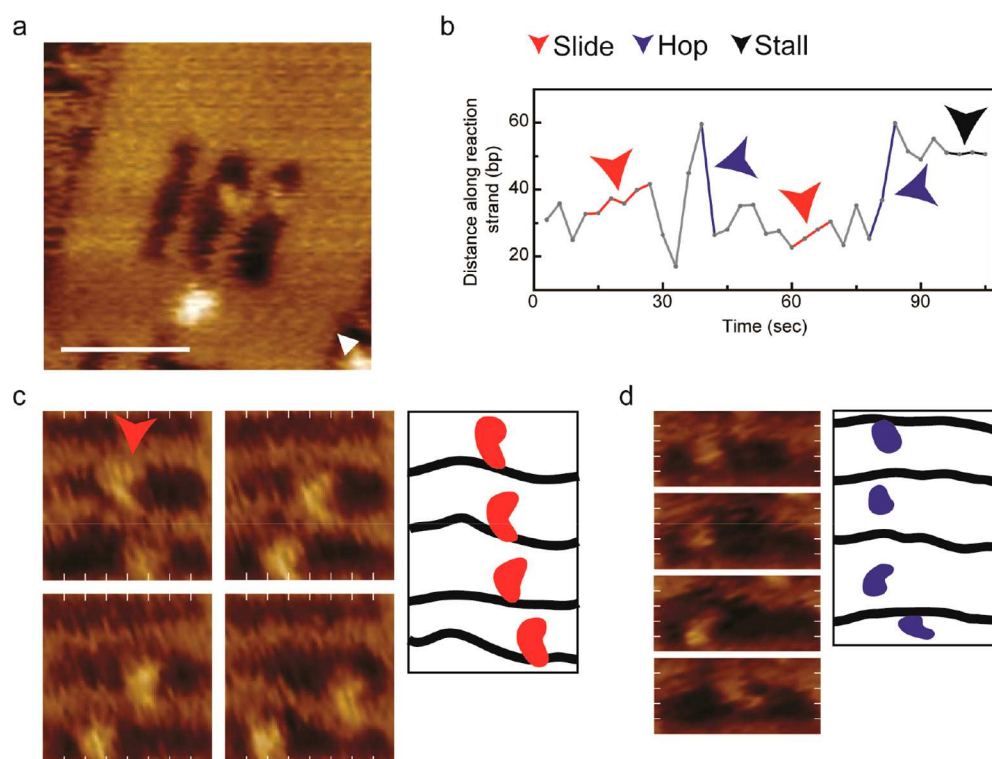 a
b
Slide Hop Stall
Distance along reaction
strand (bp)
60
40
20
0 30 60 90
Time (sec)
c
d